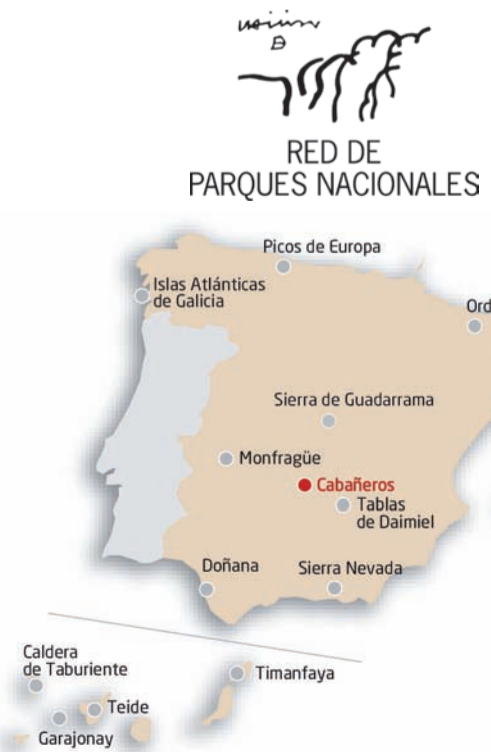 RED DE
PARQUES NACIONALES
Picos de Europa
Islas Atlánticas
de Galicia
Ord
Sierra de Guadarrama
Monfragüe
Cabañeros
Tablas
de Daimiel
Doñana
Sierra Nevada
Caldera
de Taburiente
Timanfaya
Teide
Garajonay